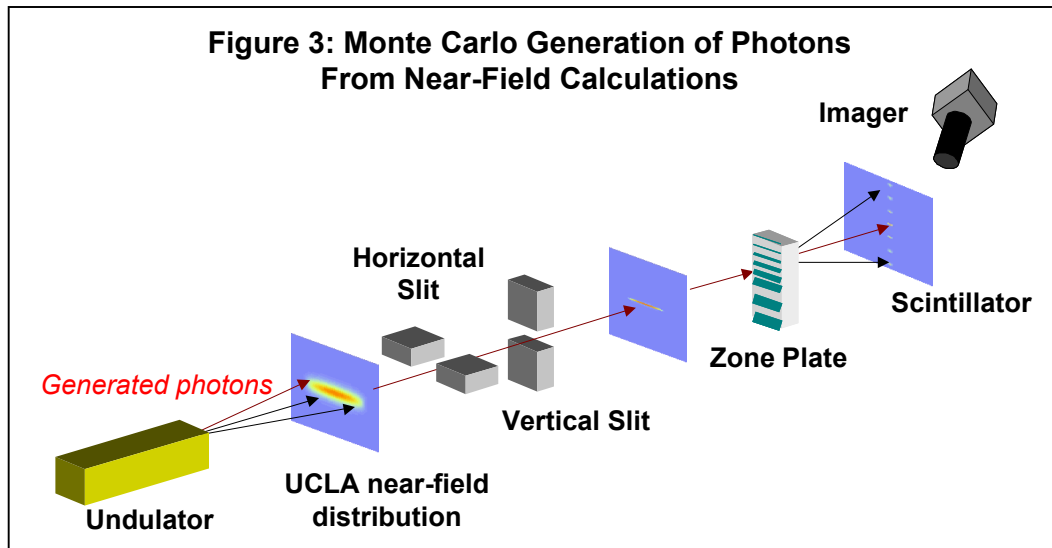 Figure 3: Monte Carlo Generation of Photons
From Near-Field Calculations
Imager
Horizontal
Slit
Scintillator
Zone Plate
Generated photons
Vertical Slit
UCLA near-field
distribution
Undulator